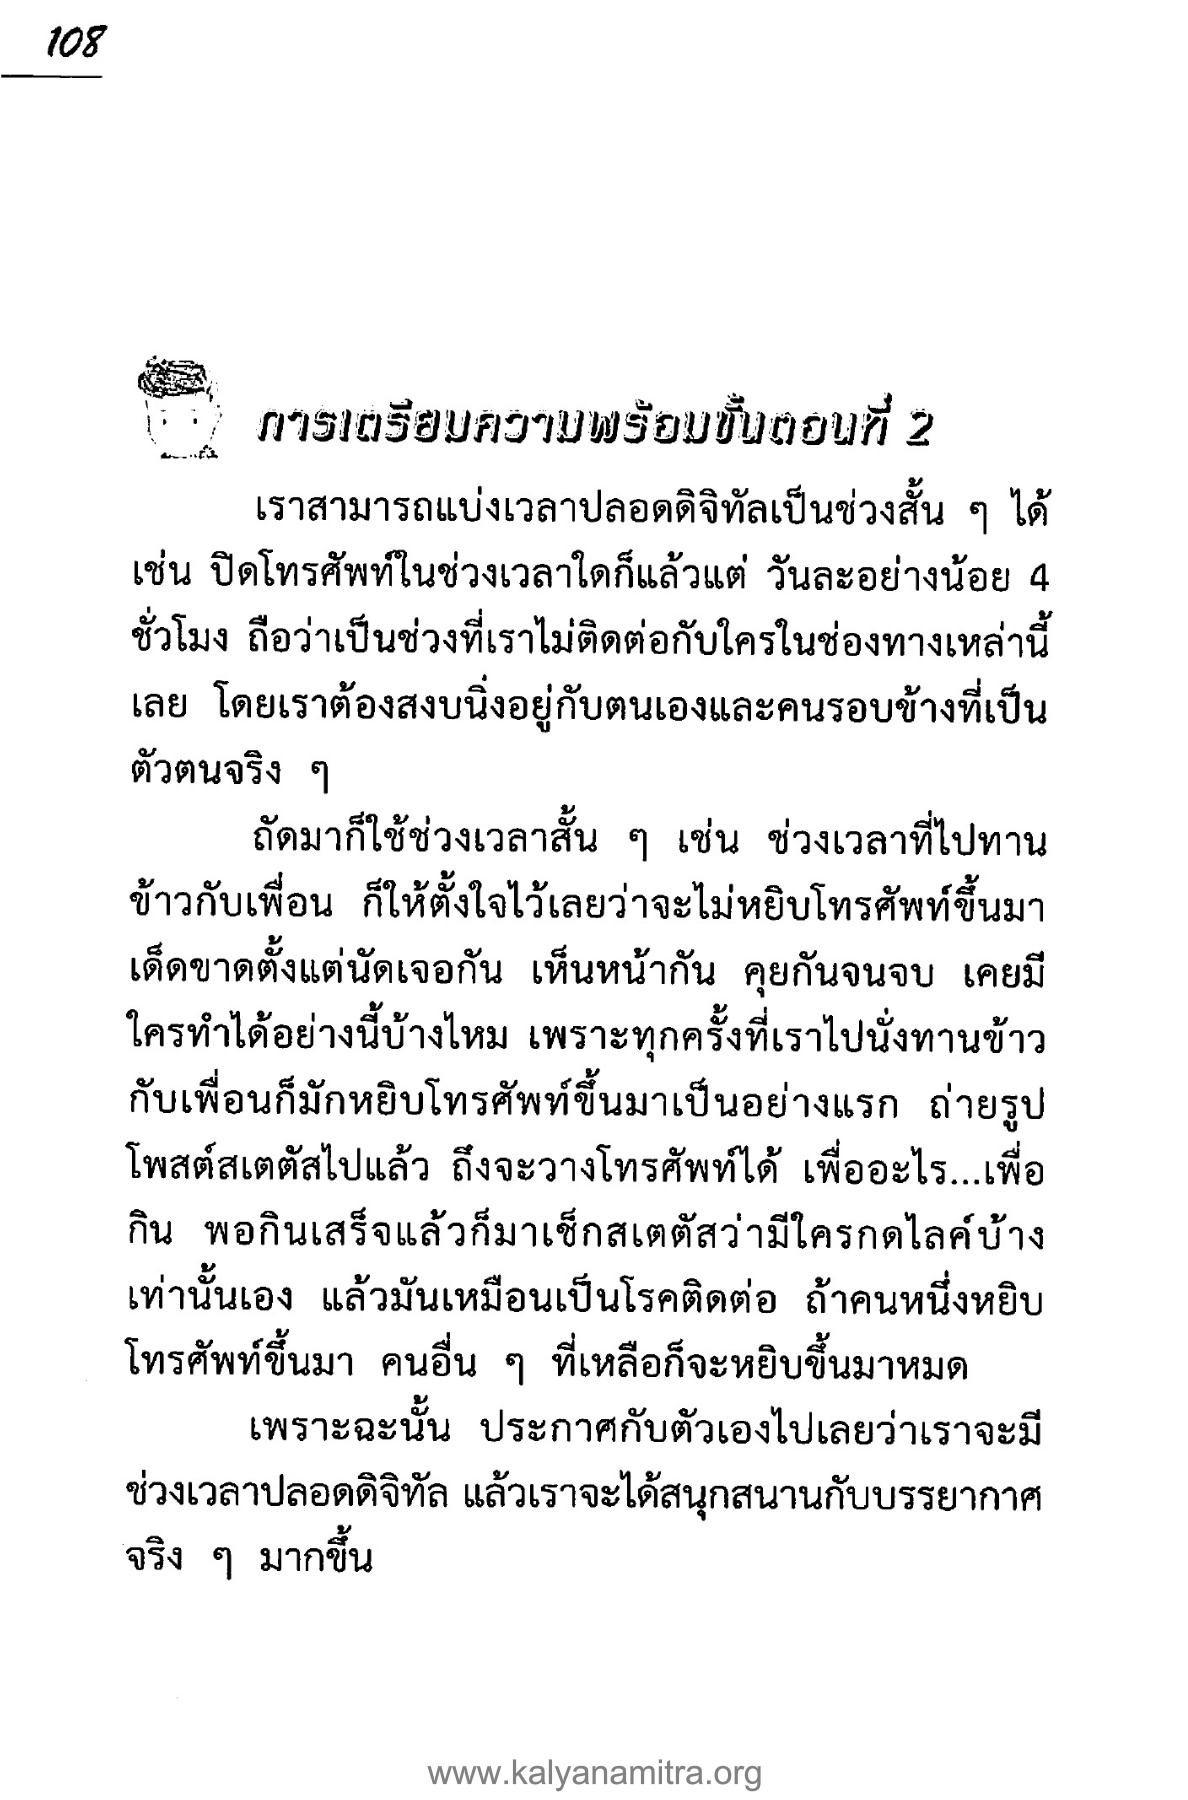 108
การเตรียมความพร้อมขั้นตอนที่ 2
เราสามารถแบ่งเวลาปลอดดิจิทัลเป็นช่วงสั้น ๆ ได้
เช่น ปิดโทรศัพท์ในช่วงเวลาใดก็แล้วแต่ วันละอย่างน้อย 4
ชั่วโมง ถือว่าเป็นช่วงที่เราไม่ติดต่อกับใครในช่องทางเหล่านี้
เลย โดยเราต้องสงบนิ่งอยู่กับตนเองและคนรอบข้างที่เป็น
ตัวตนจริง ๆ
ถัดมาก็ใช้ช่วงเวลาสั้น ๆ เช่น ช่วงเวลาที่ไปทาน
ข้าวกับเพื่อน ก็ให้ตั้งใจไว้เลยว่าจะไม่หยิบโทรศัพท์ขึ้นมา
เด็ดขาดตั้งแต่นัดเจอกัน เห็นหน้ากัน คุยกันจนจบ เคยมี
ใครทำได้อย่างนี้บ้างไหม เพราะทุกครั้งที่เราไปนั่งทานข้าว
กับเพื่อนก็มักหยิบโทรศัพท์ขึ้นมาเป็นอย่างแรก ถ่ายรูป
โพสต์สเตตัสไปแล้ว ถึงจะวางโทรศัพท์ได้ เพื่ออะไร...เพื่อ
กิน พอกินเสร็จแล้วก็มาเช็กสเตตัสว่ามีใครกดไลค์บ้าง
เท่านั้นเอง แล้วมันเหมือนเป็นโรคติดต่อ ถ้าคนหนึ่งหยิบ
โทรศัพท์ขึ้นมา คนอื่น ๆ ที่เหลือก็จะหยิบขึ้นมาหมด
เพราะฉะนั้น ประกาศกับตัวเองไปเลยว่าเราจะมี
ช่วงเวลาปลอดดิจิทัล แล้วเราจะได้สนุกสนานกับบรรยากาศ
จริง ๆ มากขึ้น
www.kalyanamitra.org